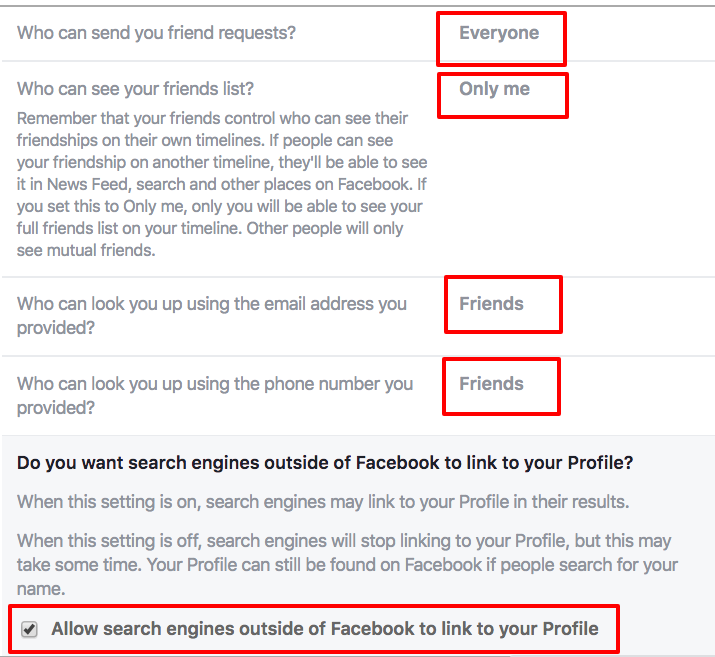 Who can send you friend requests? Everyone
Who can see your friends list? Only me
Remember that your friends control who can see their
friendships on their own timelines. If people can see
your friendship on another timeline, they'll be able to see
it in News Feed, search and other places on Facebook. If
you set this to Only me, only you will be able to see your
full friends list on your timeline. Other people will only
see mutual friends.
Who can look you up using the email address you Friends
provided?
Who can look you up using the phone number you Friends
provided?
Do you want search engines outside of Facebook to link to your Profile?
When this setting is on, search engines may link to your Profile in their results.
When this setting is off, search engines will stop linking to your Profile, but this may
take some time. Your Profile can still be found on Facebook if people search for your
name.
Allow search engines outside of Facebook to link to your Profile